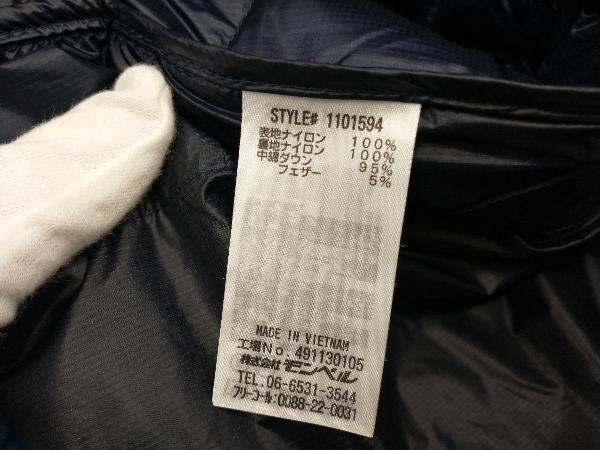 STYLE# 1101594
表地ナイロン 100%
裏地ナイロン 100%
中綿ダウン 95%
フェザー 5%
MADE IN VIETNAM
工場No. 491130105
株式会社モンベル
TEL.06-6531-3544
フリーコール:0088-22-0031